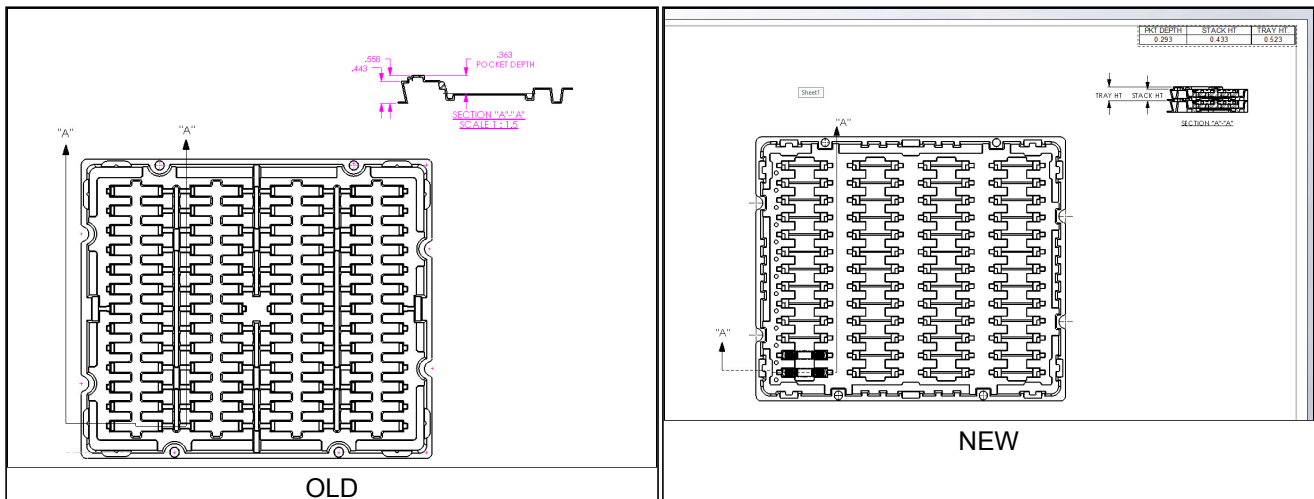 .558
.443
.363
POCKET DEPTH
SECTION "A"-"A"
SCALE 1 : 1.5
"A"
"A"
OLD
PKT DEPTH STACK HT TRAY HT.
0.293 0.433 0.523
Sheet1
TRAY HT STACK HT
SECTION "A"-"A"
"A"
"A"
NEW